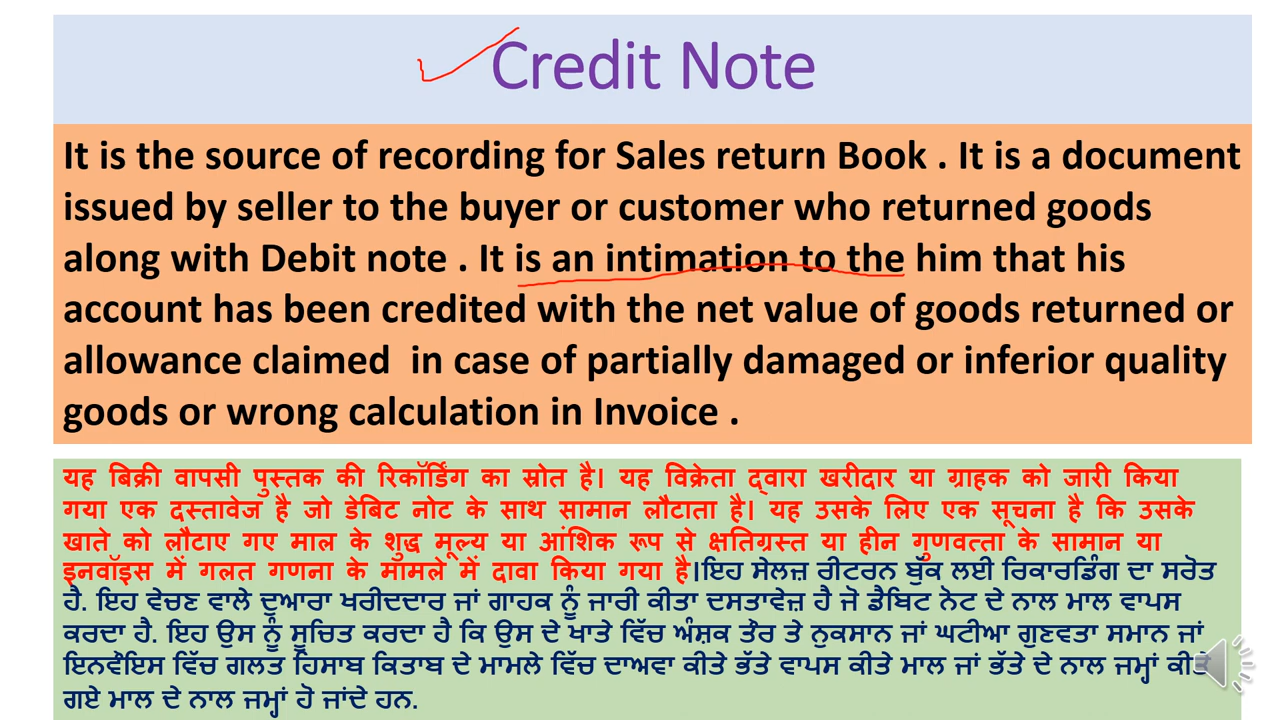 Credit Note
It is the source of recording for Sales return Book . It is a document
issued by seller to the buyer or customer who returned goods
along with Debit note . It is an intimation to the him that his
account has been credited with the net value of goods returned or
allowance claimed in case of partially damaged or inferior quality
goods or wrong calculation in Invoice .
यह बिक्री वापसी पुस्तक की रिकॉर्डिंग का स्रोत है। यह विक्रेता द्वारा खरीदार या ग्राहक को जारी किया
गया एक दस्तावेज है जो डेबिट नोट के साथ सामान लौटाता है। यह उसके लिए एक सूचना है कि उसके
खाते को लौटाए गए माल के शुद्ध मूल्य या आंशिक रूप से क्षतिग्रस्त या हीन गुणवत्ता के सामान या
इनवॉइस में गलत गणना के मामले में दावा किया गया है।ਇਹ ਸੇਲਜ਼ ਰੀਟਰਨ ਬੁੱਕ ਲਈ ਰਿਕਾਰਡਿੰਗ ਦਾ ਸਰੋਤ
ਹੈ. ਇਹ ਵੇਚਣ ਵਾਲੇ ਦੁਆਰਾ ਖਰੀਦਦਾਰ ਜਾਂ ਗਾਹਕ ਨੂੰ ਜਾਰੀ ਕੀਤਾ ਦਸਤਾਵੇਜ਼ ਹੈ ਜੋ ਡੈਬਿਟ ਨੋਟ ਦੇ ਨਾਲ ਮਾਲ ਵਾਪਸ
ਕਰਦਾ ਹੈ. ਇਹ ਉਸ ਨੂੰ ਸੂਚਿਤ ਕਰਦਾ ਹੈ ਕਿ ਉਸ ਦੇ ਖਾਤੇ ਵਿੱਚ ਅੰਸ਼ਕ ਤੌਰ ਤੇ ਨੁਕਸਾਨ ਜਾਂ ਘਟੀਆ ਗੁਣਵਤਾ ਸਮਾਨ ਜਾਂ
ਇਨਵੌਇਸ ਵਿੱਚ ਗਲਤ ਹਿਸਾਬ ਕਿਤਾਬ ਦੇ ਮਾਮਲੇ ਵਿੱਚ ਦਾਅਵਾ ਕੀਤੇ ਭੱਤੇ ਵਾਪਸ ਕੀਤੇ ਮਾਲ ਜਾਂ ਭੱਤੇ ਦੇ ਨਾਲ ਜਮ੍ਹਾਂ ਕੀਤੇ
ਗਏ ਮਾਲ ਦੇ ਨਾਲ ਜਮ੍ਹਾਂ ਹੋ ਜਾਂਦੇ ਹਨ.